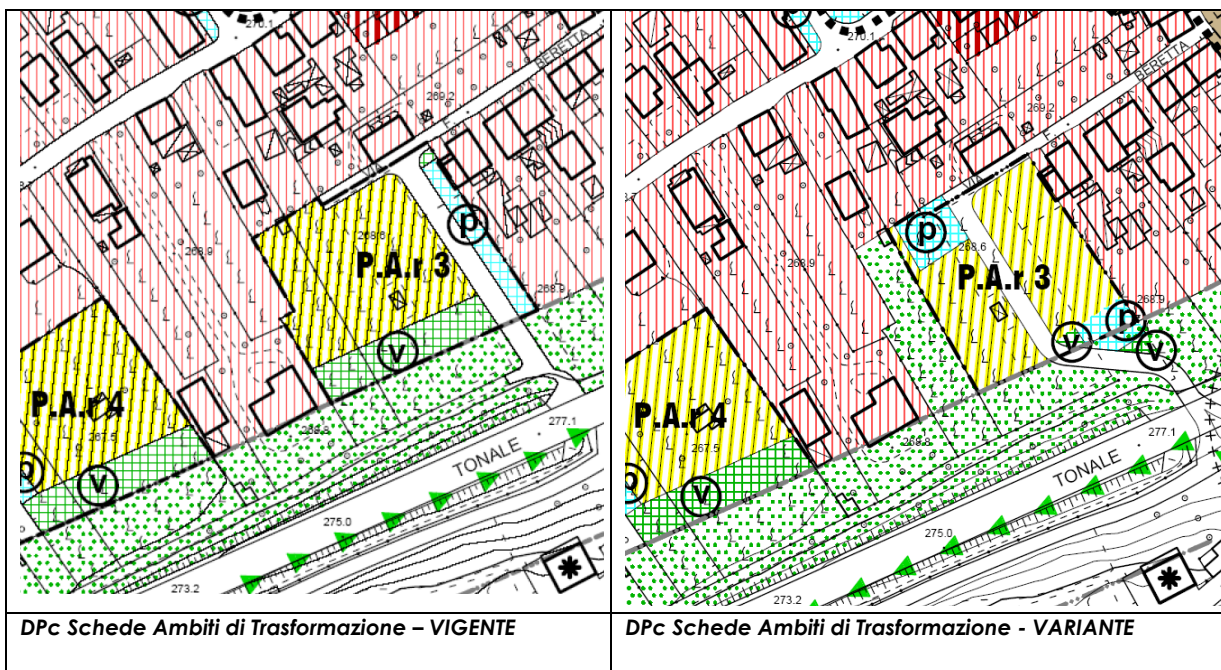 270.1
BERETTA
269.2
268.6
p
P.A.r 3
268.9
268.9
V
P.A.r 4
267.5
V
268.8
277.1
TONALE
275.0
273.2
DPc Schede Ambiti di Trasformazione – VIGENTE
270.1
BERETTA
269.2
p
268.6
268.9
P.A.r 3
268.9
p
V
V
P.A.r 4
267.5
V
268.8
277.1
TONALE
275.0
273.2
DPc Schede Ambiti di Trasformazione - VARIANTE